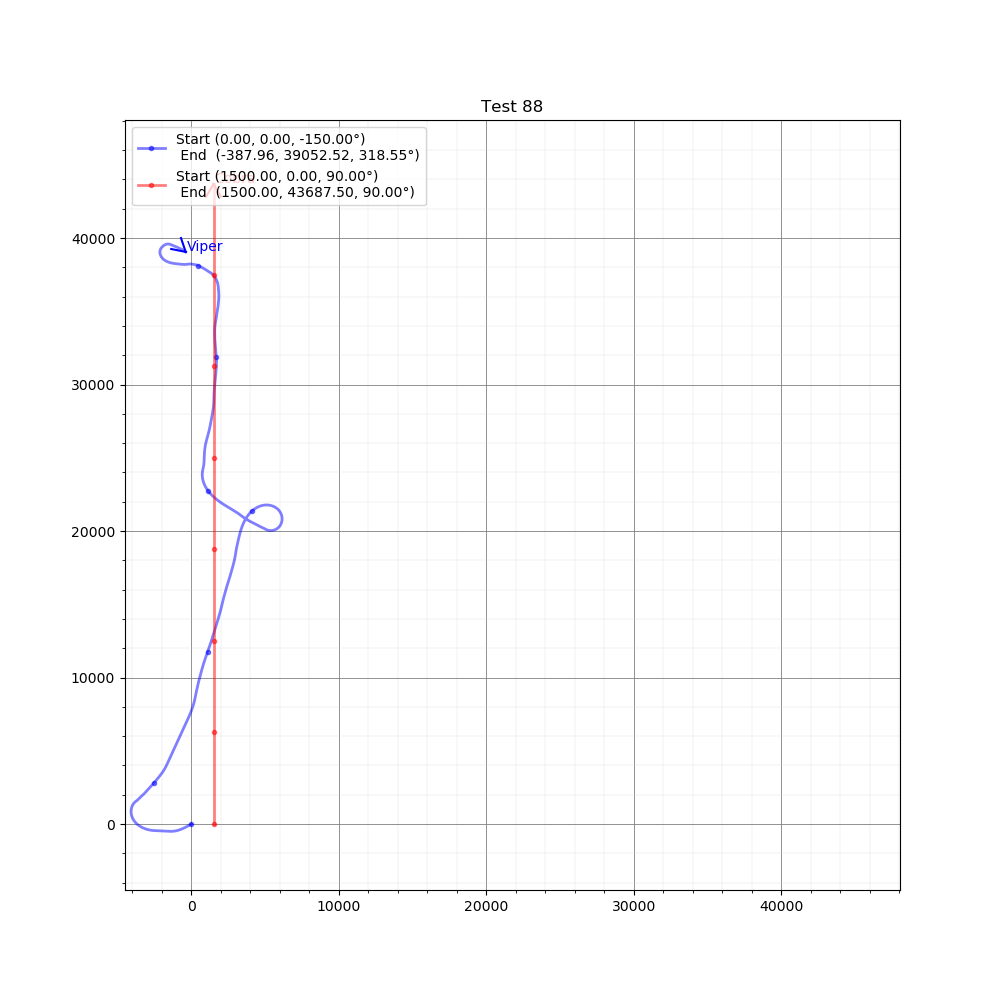 Test 88
Start (0.00, 0.00, -150.00°)
End (-387.96, 39052.52, 318.55°)
Start (1500.00, 0.00, 90.00°)
End (1500.00, 43687.50, 90.00°)
40000
Viper
30000
20000
10000
0
0 10000 20000 30000 40000